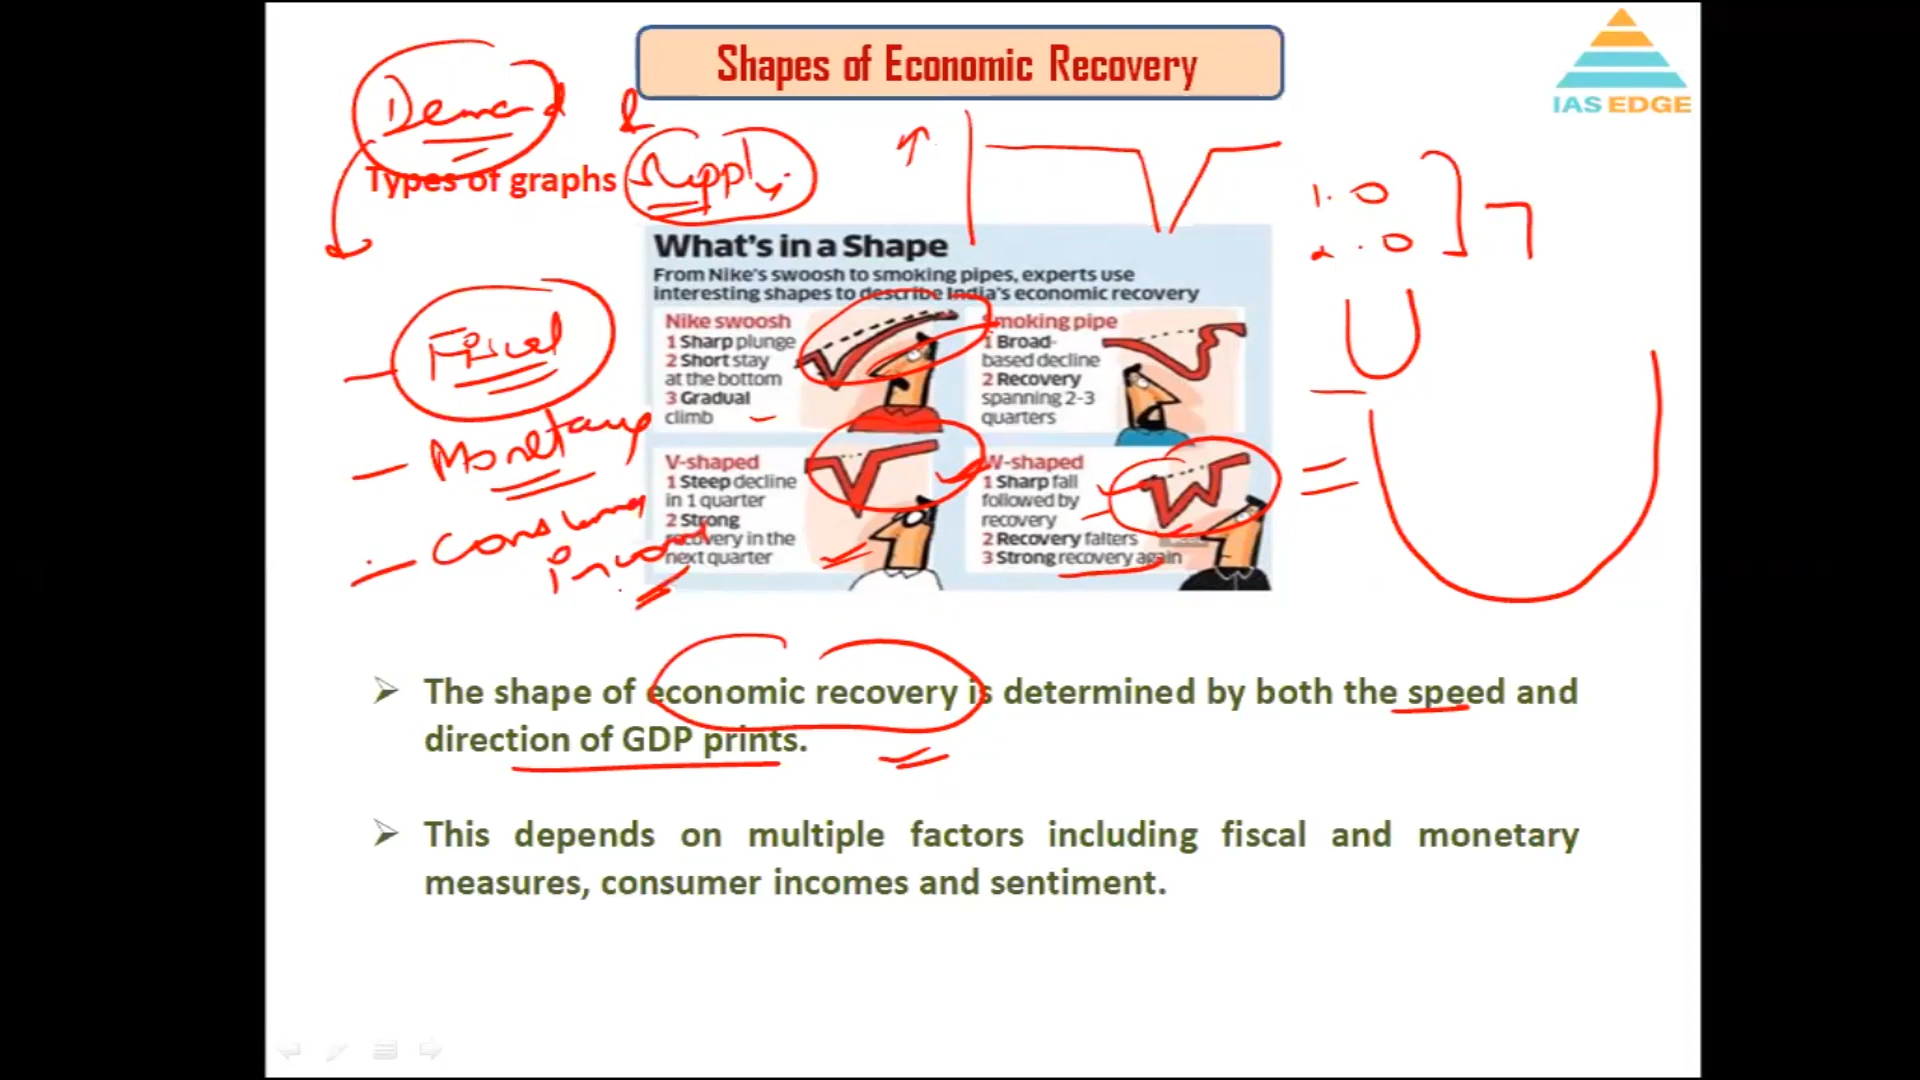 Shapes of Economic Recovery
IAS EDGE
Demand &
Supply
Types of graphs
1.0
2.0
Fiscal
Monetary
Consumer
What's in a Shape
From Nike's swoosh to smoking pipes, experts use
interesting shapes to describe India's economic recovery
Nike swoosh
1 Sharp plunge
2 Short stay
at the bottom
3 Gradual
climb
Smoking pipe
1 Broad-
based decline
2 Recovery
spanning 2-3
quarters
V-shaped
1 Steep decline
in 1 quarter
2 Strong
recovery in the
next quarter
W-shaped
1 Sharp fall
followed by
recovery
2 Recovery falters
3 Strong recovery again
U
➢ The shape of economic recovery is determined by both the speed and
direction of GDP prints.
➢ This depends on multiple factors including fiscal and monetary
measures, consumer incomes and sentiment.